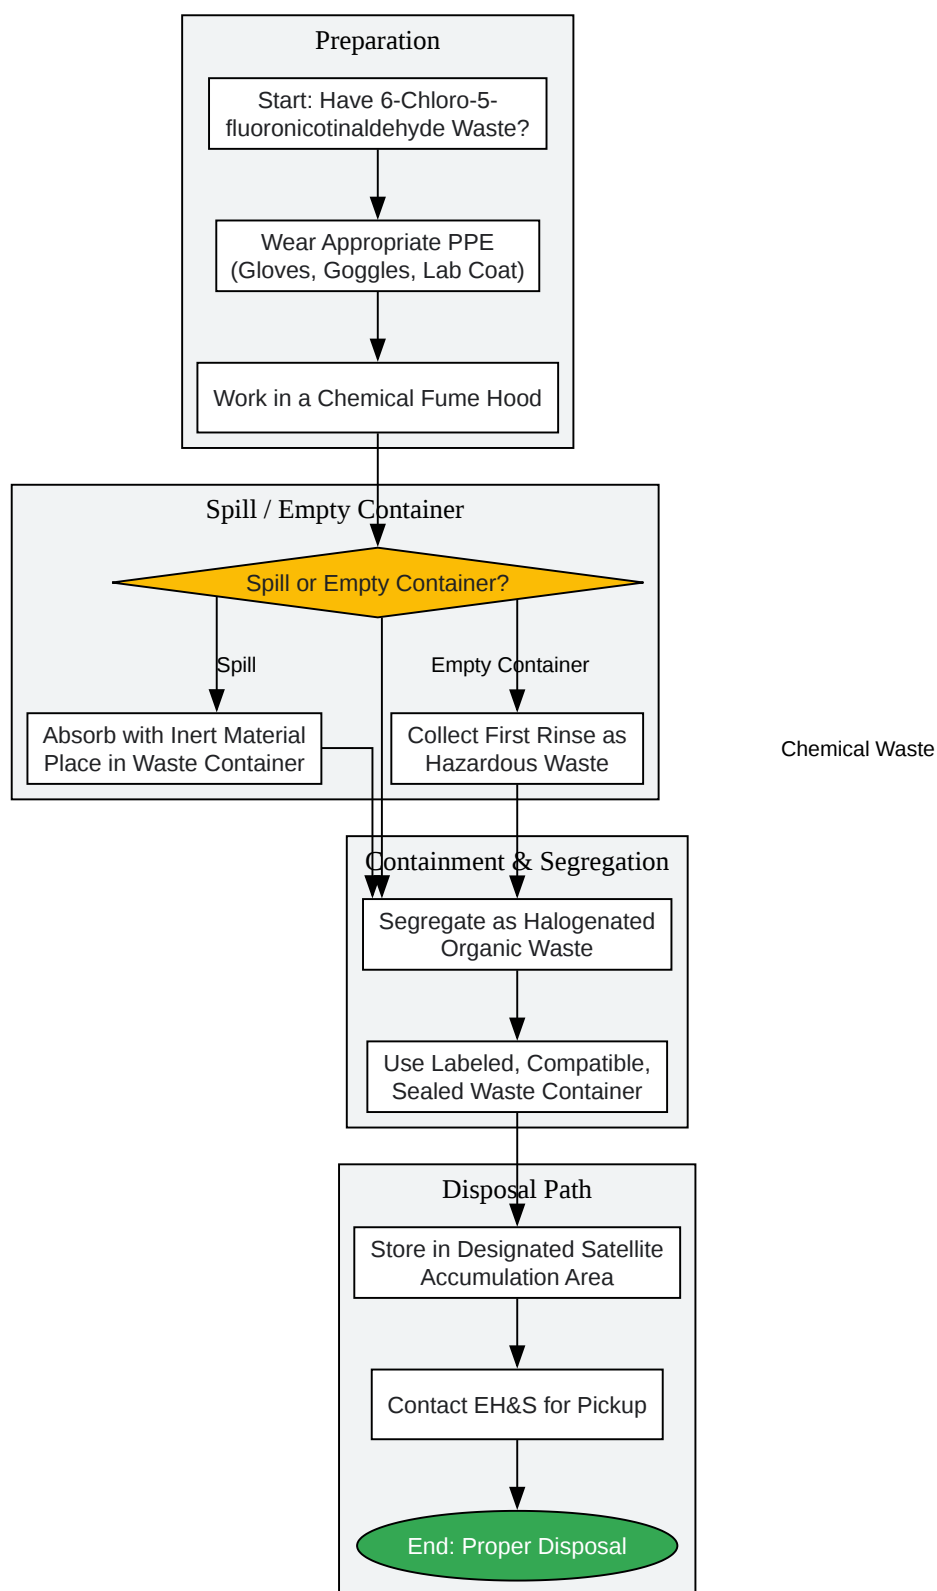 Preparation
Start: Have 6-Chloro-5-
fluoronicotinaldehyde Waste?
Wear Appropriate PPE
(Gloves, Goggles, Lab Coat)
Work in a Chemical Fume Hood
Spill / Empty Container
Spill or Empty Container?
Spill
Empty Container
Absorb with Inert Material
Place in Waste Container
Collect First Rinse as
Hazardous Waste
Chemical Waste
Containment & Segregation
Segregate as Halogenated
Organic Waste
Use Labeled, Compatible,
Sealed Waste Container
Disposal Path
Store in Designated Satellite
Accumulation Area
Contact EH&S for Pickup
End: Proper Disposal